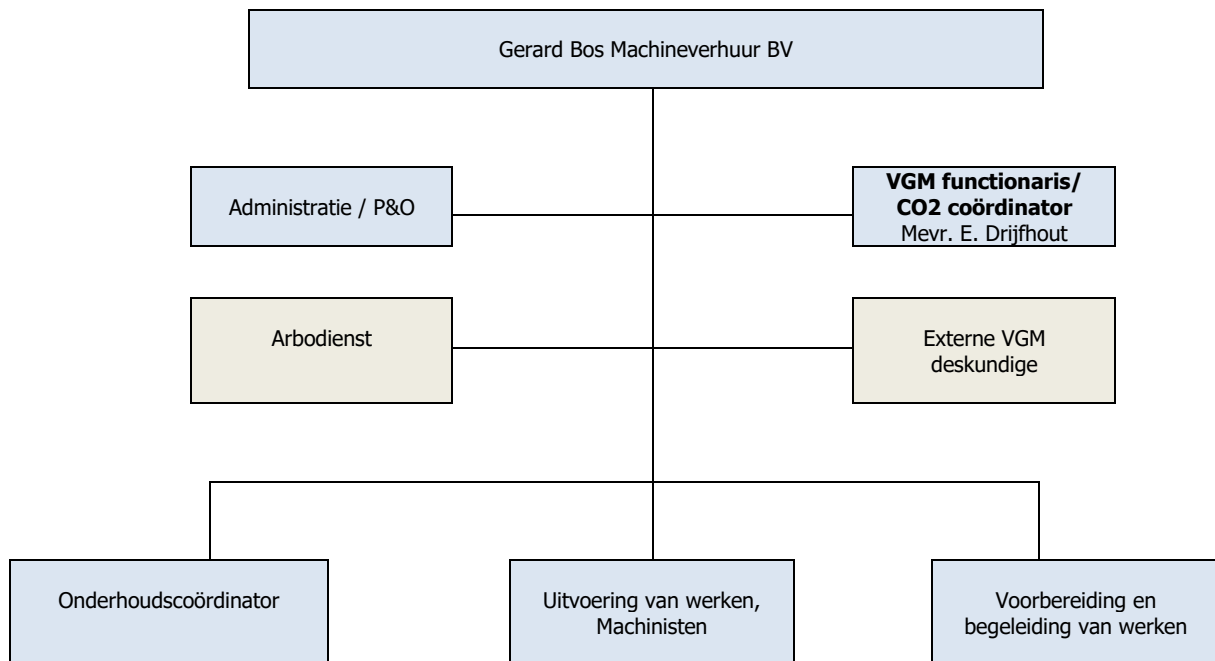 Gerard Bos Machineverhuur BV
Administratie / P&O
VGM functionaris/
CO2 coördinator
Mevr. E. Drijfhout
Arbodienst
Externe VGM
deskundige
Onderhoudscoördinator
Uitvoering van werken,
Machinisten
Voorbereiding en
begeleiding van werken